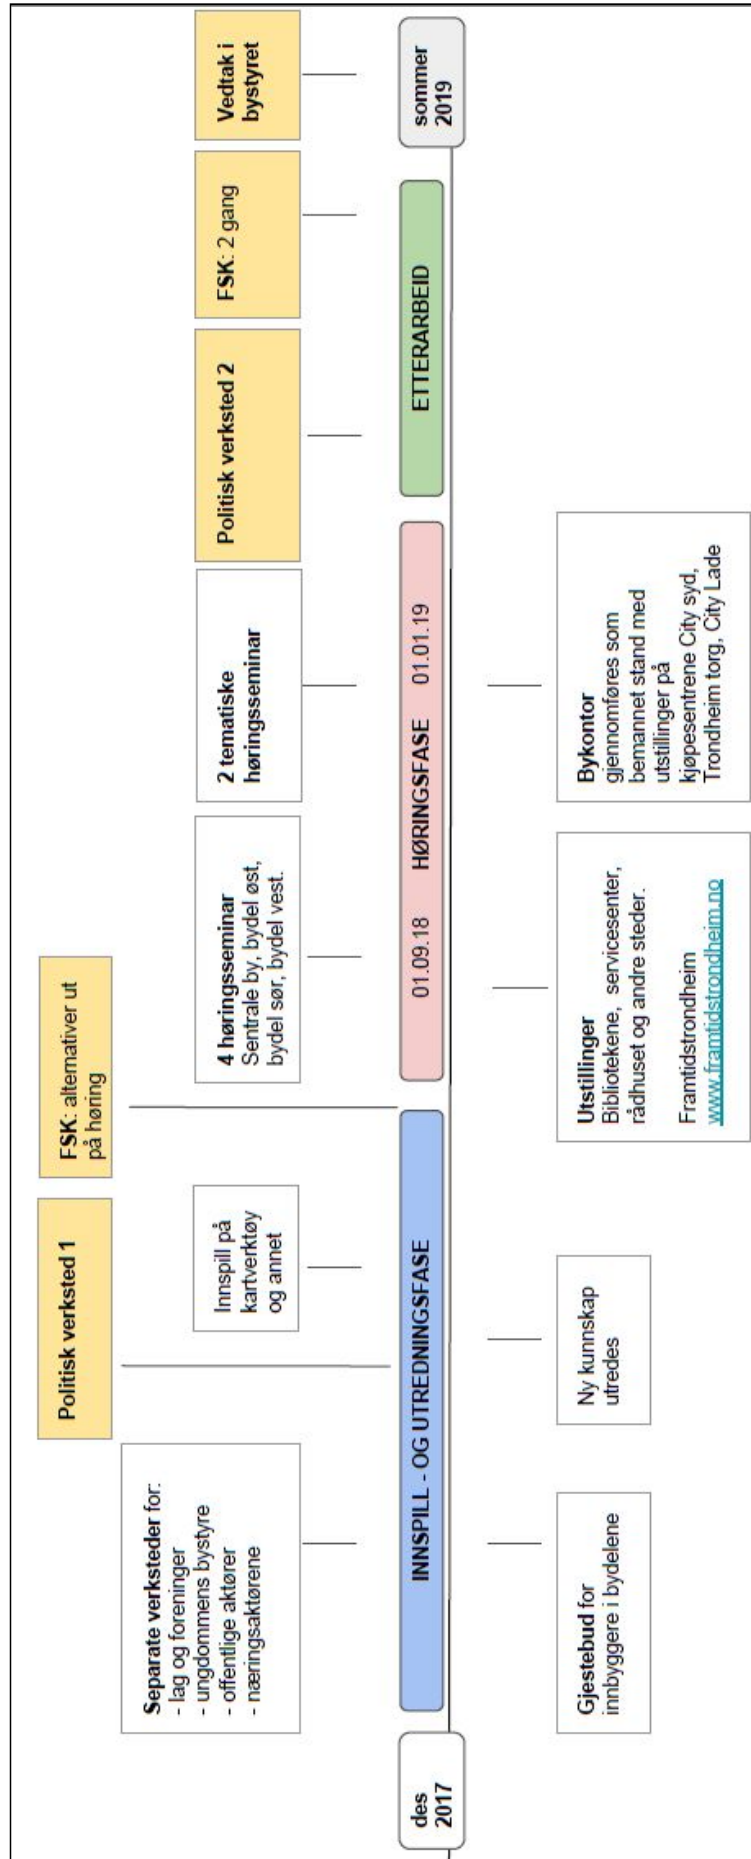 des
2017
Separate verksteder for:
- lag og foreninger
- ungdommens bystyre
- offentlige aktører
- næringsaktørene
Politisk verksted 1
Innspill på
kartverktøy
og annet
FSK: alternativer ut
på høring
INNSPILL - OG UTREDNINGSFASE
Gjestebud for
innbyggere i bydelene
Ny kunnskap
utredes
4 høringsseminar
Sentrale by, bydel øst,
bydel sør, bydel vest.
2 tematiske
høringsseminar
01.09.18 HØRINGSFASE 01.01.19
Utstillinger
Bibliotekene, servicesenter,
rådhuset og andre steder.
Framtidstrondheim
www.framtidstrondheim.no
Bykontor
gjennomføres som
bemannet stand med
utstillinger på
kjøpesentrene City syd,
Trondheim torg, City Lade
Politisk verksted 2
FSK: 2 gang
ETTERARBEID
Vedtak i
bystyret
sommer
2019